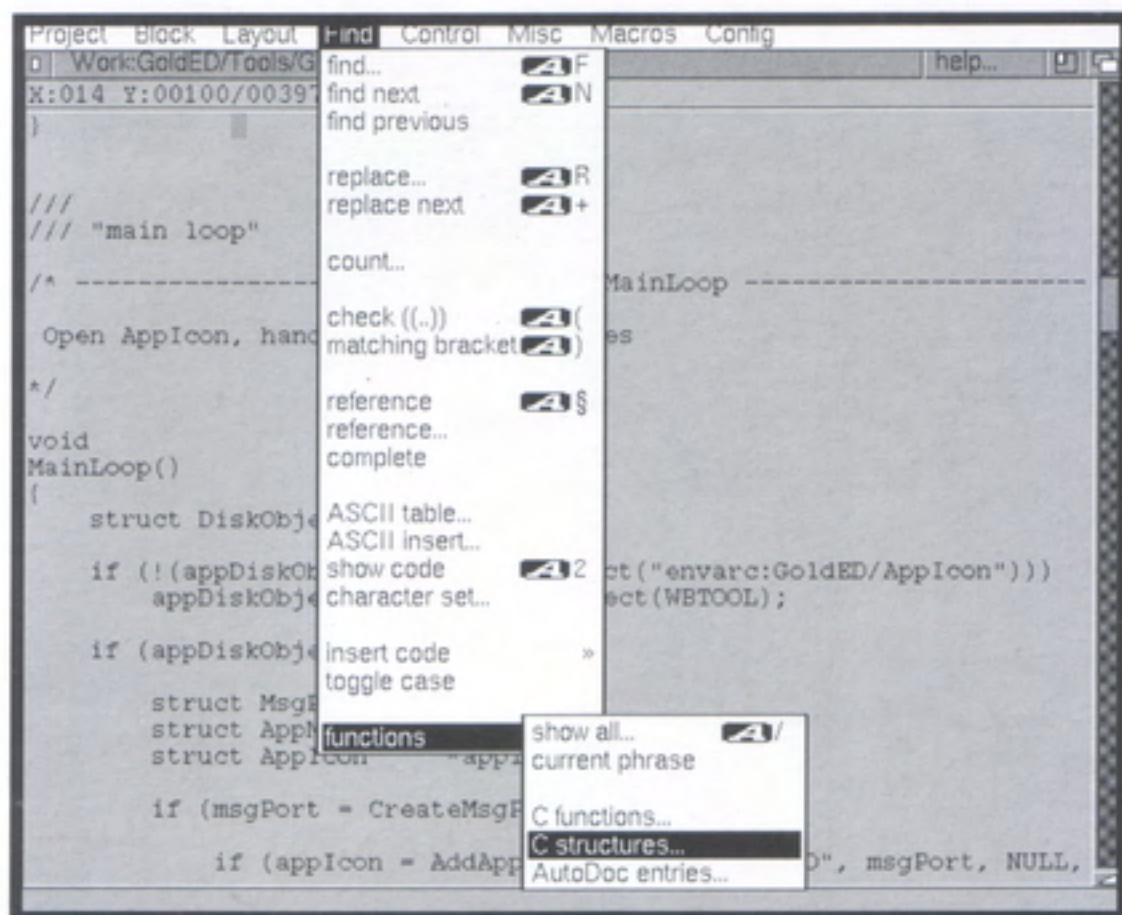 Project Block Layout Find Control Misc Macros Config
Work:GoldED/Tools/G help...
X:014 Y:00100/00397
}
///
/// "main loop"
/* MainLoop
Open AppIcon, hand es
*/
void
MainLoop()
{
struct DiskObje
if (!(appDiskOb ct("envarc:GoldED/AppIcon")))
appDiskObje ect(WBTOOL);
if (appDiskObje
struct MsgP
struct AppM
struct AppIcon *appI
if (msgPort = CreateMsgP
if (appIcon = AddApp D", msgPort, NULL,
find... A F
find next A N
find previous
replace... A R
replace next A +
count...
check ((..)) A (
matching bracket A )
reference A §
reference...
complete
ASCII table...
ASCII insert...
show code A 2
character set...
insert code »
toggle case
functions
show all... A /
current phrase
C functions...
C structures...
AutoDoc entries...